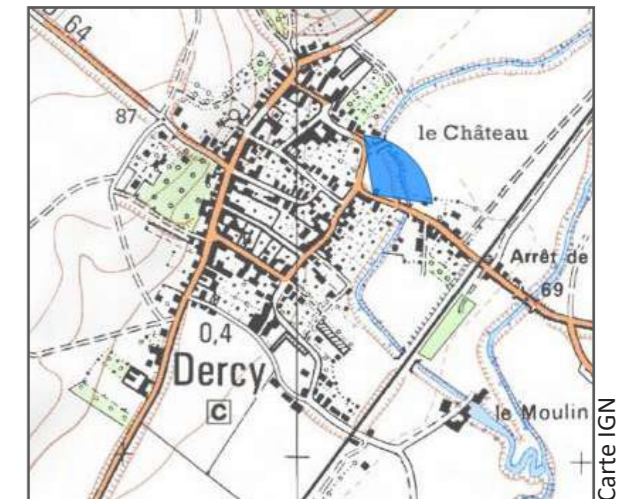 64
87
le Château
Arrêt de
69
0,4
Dercy
C
le Moulin
Carte IGN